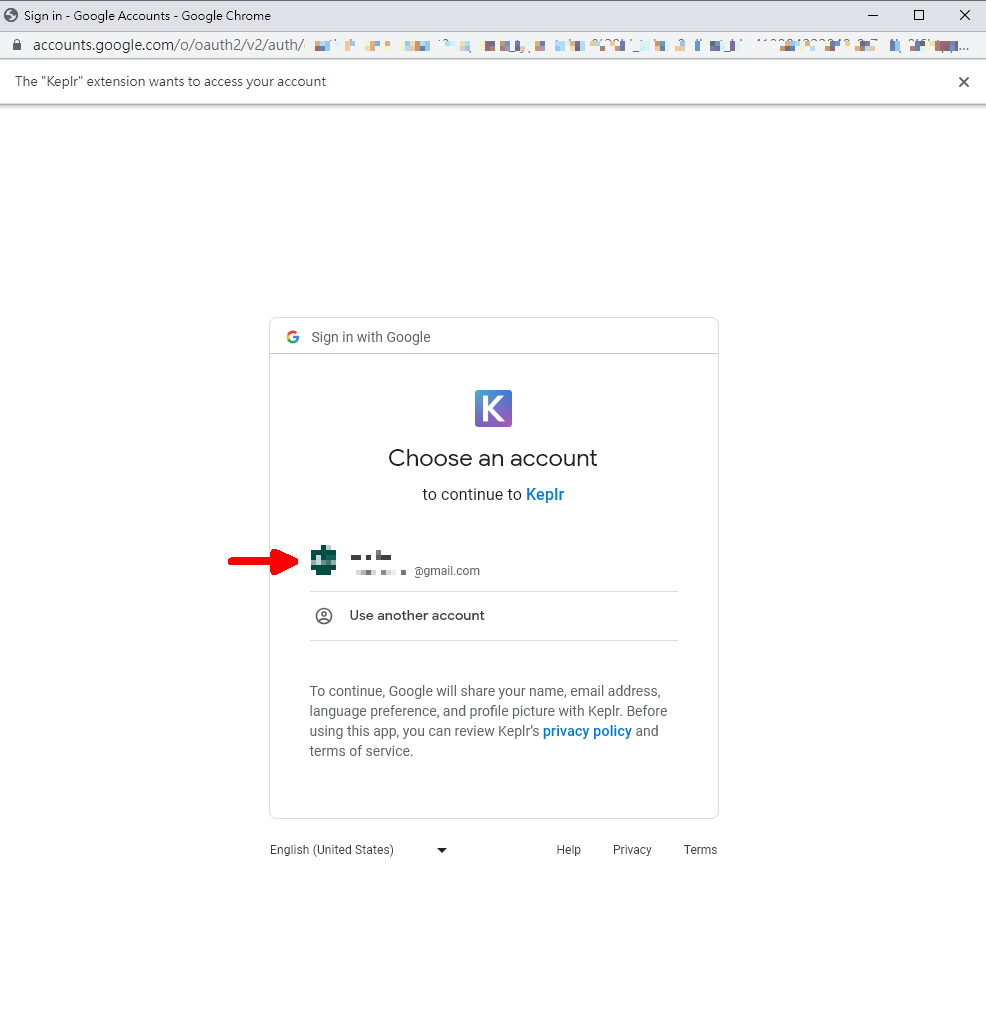 Sign in - Google Accounts - Google Chrome
accounts.google.com/o/oauth2/v2/auth/
The "Keplr" extension wants to access your account
Sign in with Google
K
Choose an account
to continue to Keplr
@gmail.com
Use another account
To continue, Google will share your name, email address,
language preference, and profile picture with Keplr. Before
using this app, you can review Keplr's privacy policy and
terms of service.
English (United States)
Help
Privacy
Terms